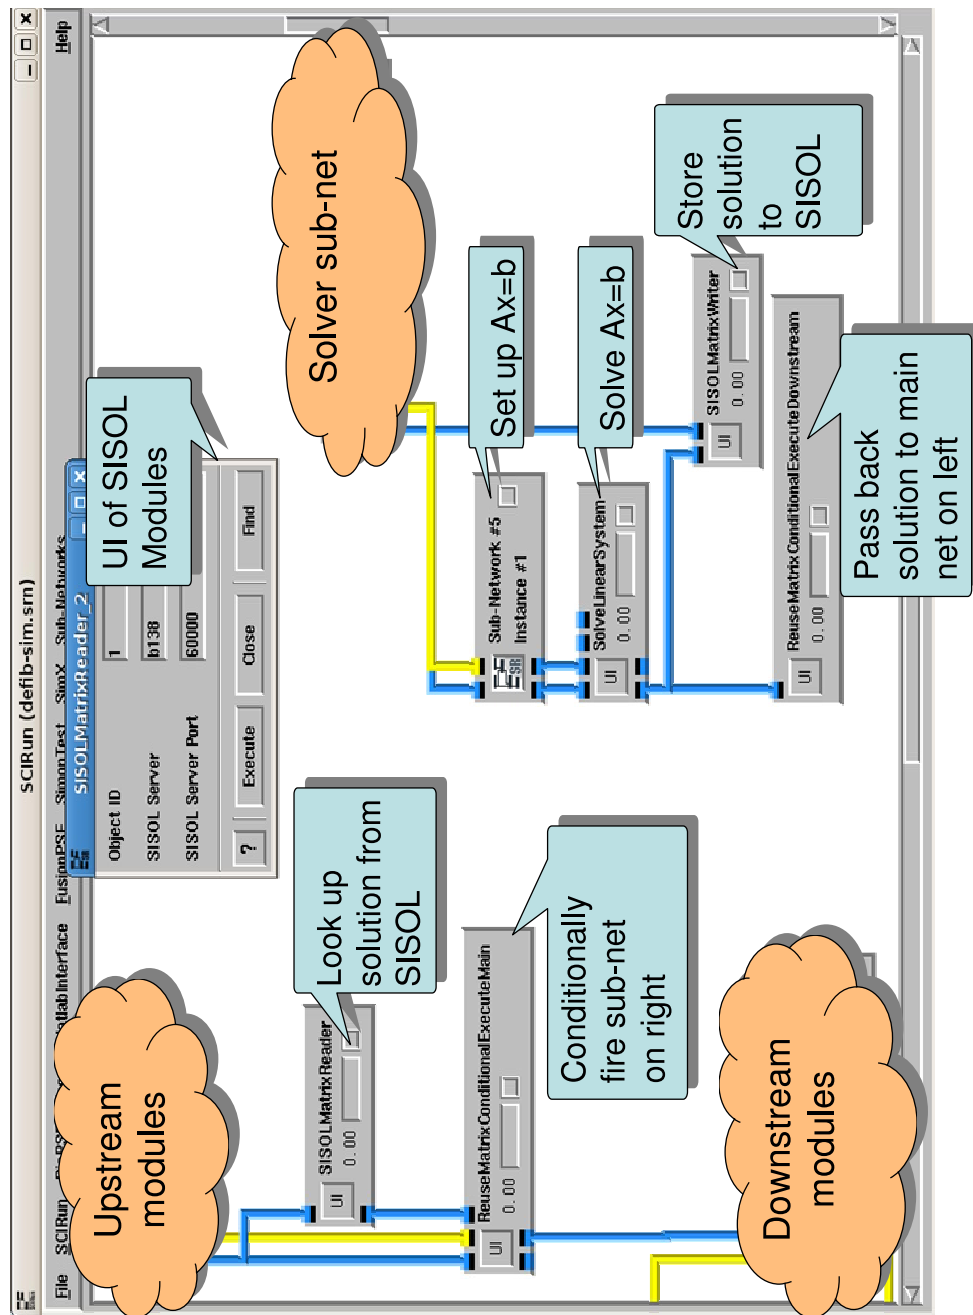 SCIRun (defib-sim.srn)
File SCIRun FusionPSE SimonTest SimX Sub-Networks Help
SISOLMatrixReader_2
Object ID 1
SISOL Server b138
SISOL Server Port 60000
? Execute Close Find
UI of SISOL
Modules
Upstream
modules
Solver sub-net
Look up
solution from
SISOL
SISOLMatrixReader
UI 0.00
ReuseMatrixConditionalExecuteMain
UI 0.00
Conditionally
fire sub-net
on right
Downstream
modules
Set up Ax=b
Sub-Network #5
Instance #1
Solve Ax=b
SolveLinearSystem
UI 0.00
Store
solution
to
SISOL
SISOLMatrixWriter
UI 0.00
ReuseMatrixConditionalExecuteDownstream
UI 0.00
Pass back
solution to main
net on left